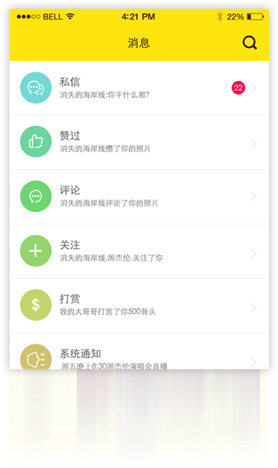 BELL 4:21 PM 22%
消息
私信
消失的海岸线:你干什么那?
22
赞过
消失的海岸线攒了你的照片
评论
消失的海岸线评论了你的照片
关注
消失的海岸线,周杰伦,关注了你
$
打赏
我的大哥哥打赏了你500骨头
系统通知
周五晚上8:30周杰伦演唱会直播